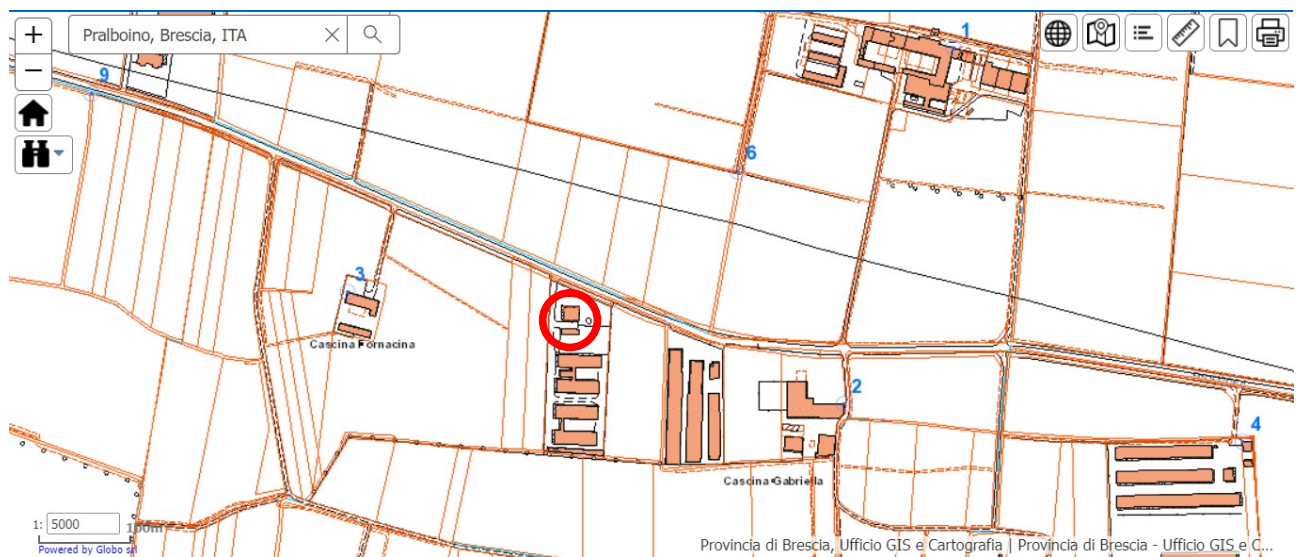 +
Pralboino, Brescia, ITA
−
1
9
6
3
Cascina Fornacina
2
4
Cascina Gabriella
1: 5000
100m
Powered by Globo srl
Provincia di Brescia, Ufficio GIS e Cartografia | Provincia di Brescia - Ufficio GIS e C...